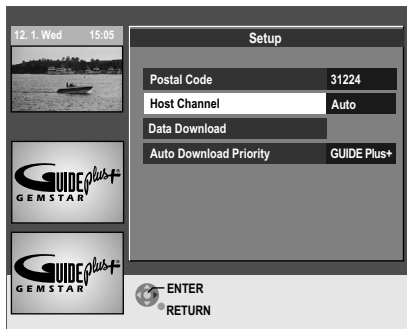 12. 1. Wed 15:05
Setup
Postal Code 31224
Host Channel Auto
Data Download
Auto Download Priority GUIDE Plus+
GUIDE Plus+
GEMSTAR
GUIDE Plus+
GEMSTAR
ENTER
RETURN